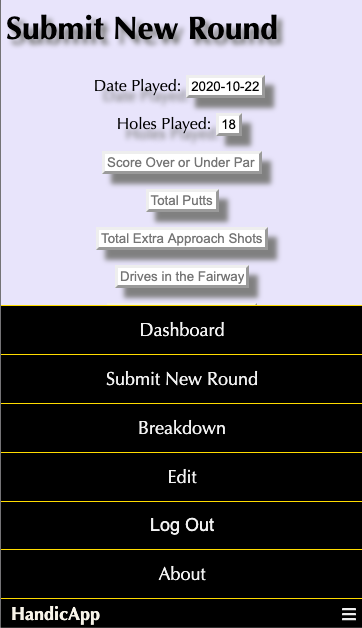 Submit New Round
Date Played: 2020-10-22
Holes Played: 18
Score Over or Under Par
Total Putts
Total Extra Approach Shots
Drives in the Fairway
Dashboard
Submit New Round
Breakdown
Edit
Log Out
About
HandicApp